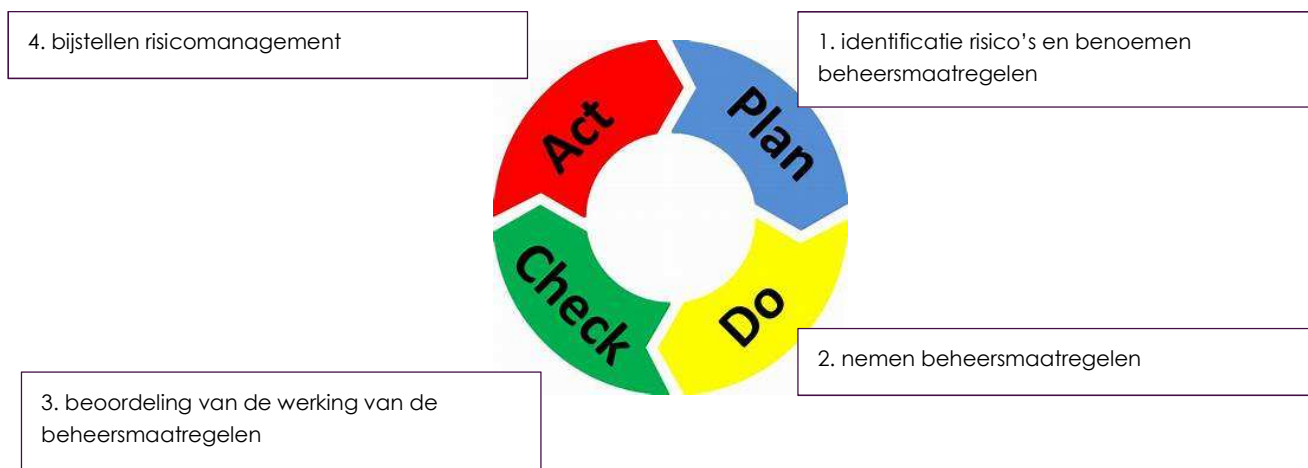 4. bijstellen risicomanagement
1. identificatie risico’s en benoemen
beheersmaatregelen
Act
Plan
Check
Do
2. nemen beheersmaatregelen
3. beoordeling van de werking van de
beheersmaatregelen